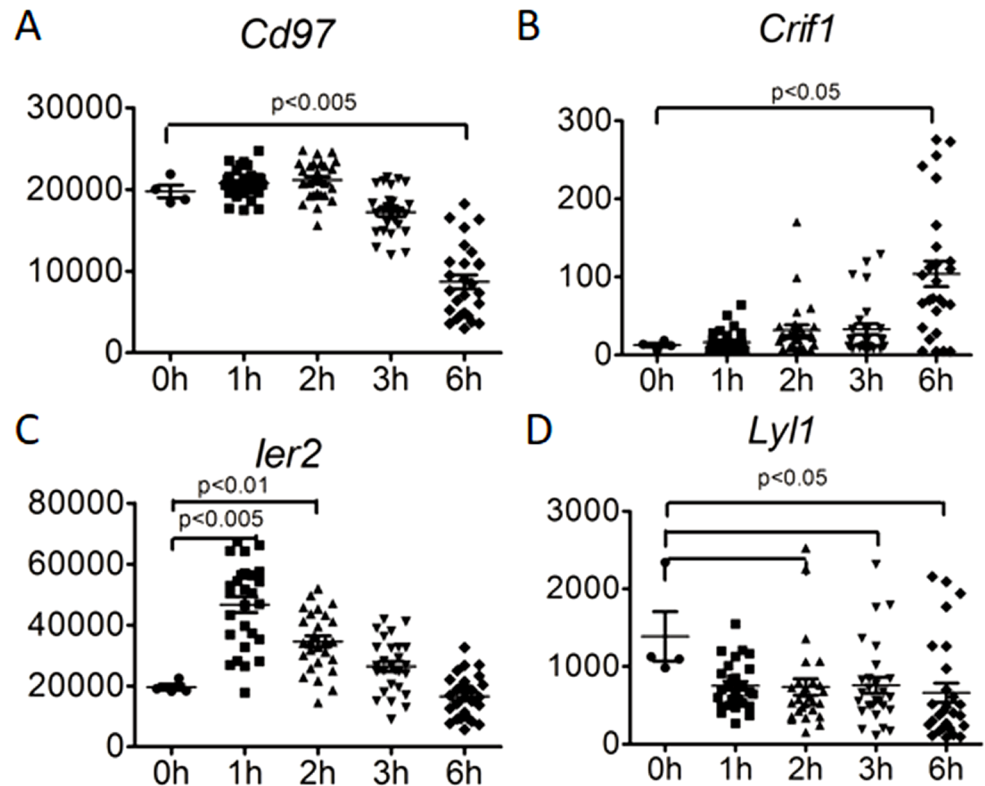 A
Cd97
p<0.005
30000
20000
10000
0
0h 1h 2h 3h 6h
B
Crif1
p<0.05
300
200
100
0
0h 1h 2h 3h 6h
C
Ier2
p<0.01
p<0.005
80000
60000
40000
20000
0
0h 1h 2h 3h 6h
D
Lyl1
p<0.05
3000
2000
1000
0
0h 1h 2h 3h 6h